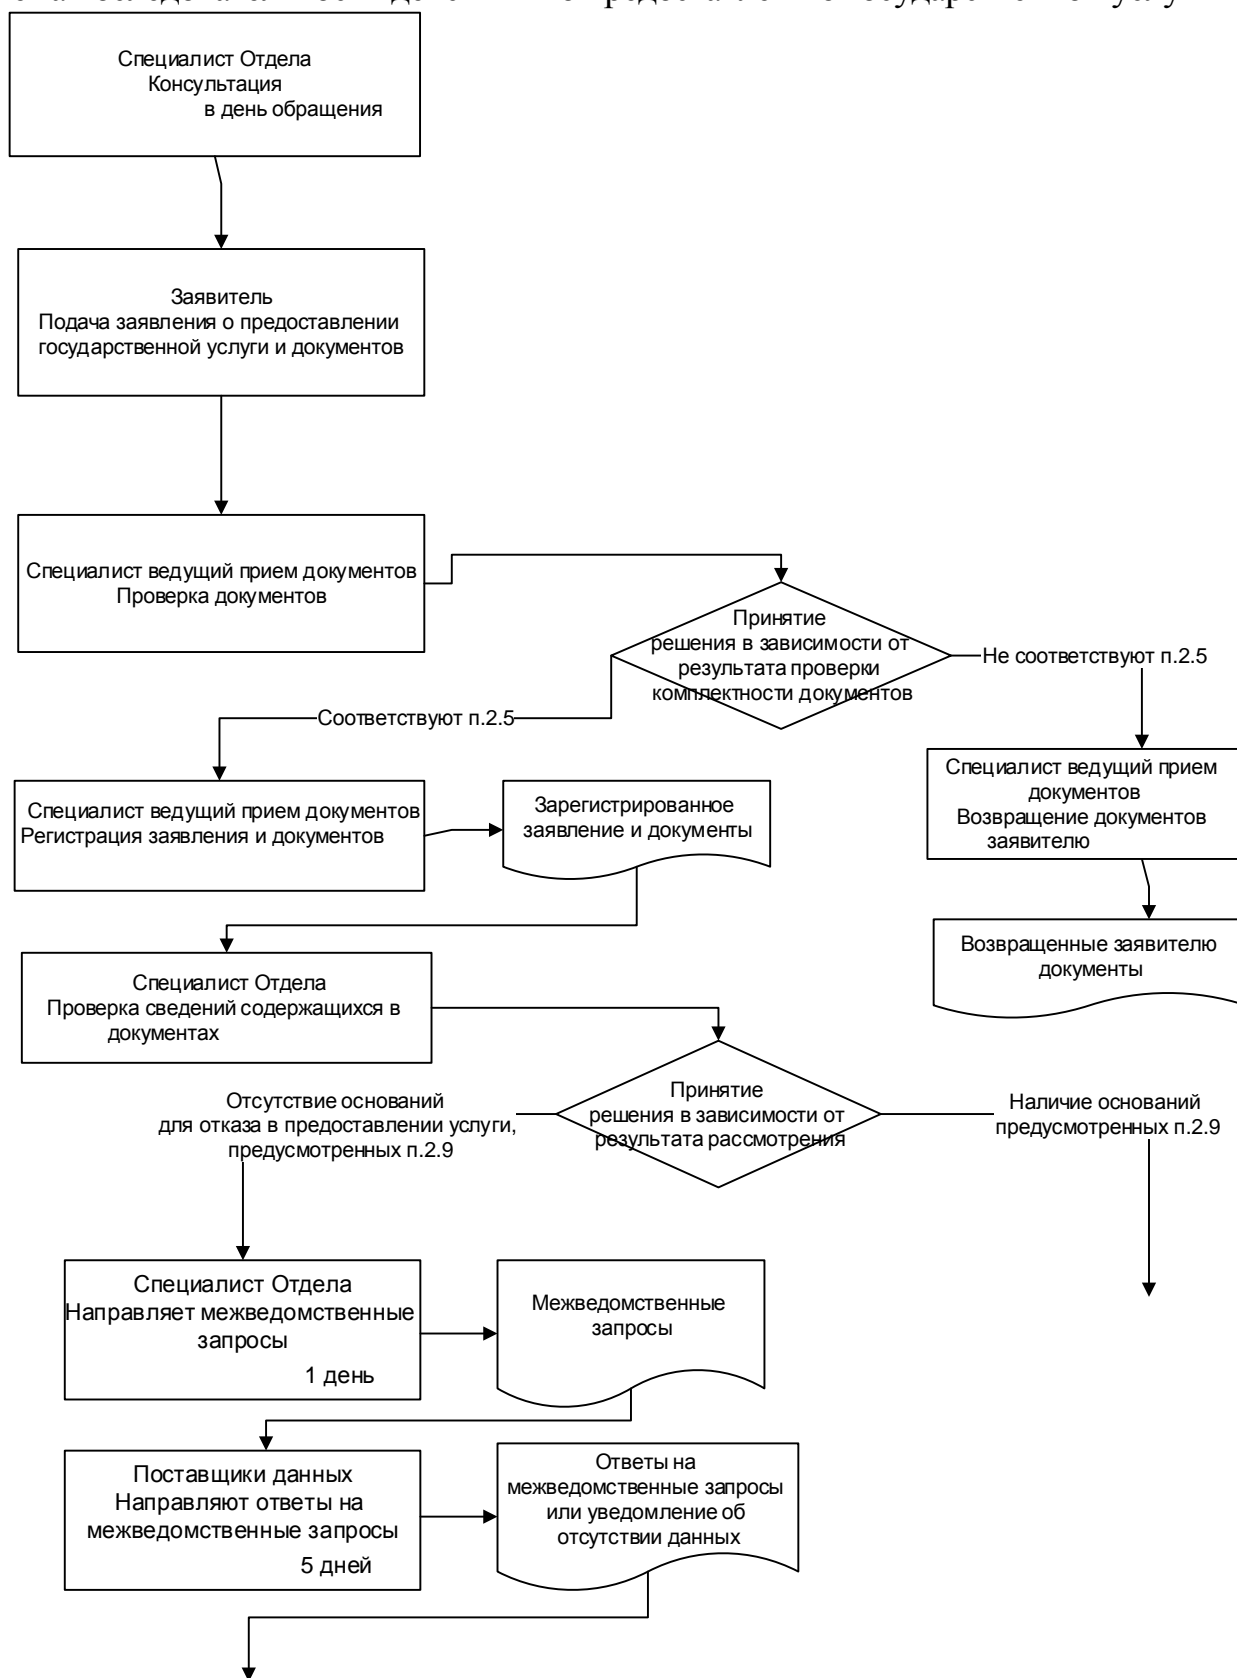 Специалист Отдела
Консультация
в день обращения
Заявитель
Подача заявления о предоставлении
государственной услуги и документов
Специалист ведущий прием документов
Проверка документов
Принятие
решения в зависимости от
результата проверки
комплектности документов
Не соответствуют п.2.5
Соответствуют п.2.5
Специалист ведущий прием
документов
Возвращение документов
заявителю
Специалист ведущий прием документов
Регистрация заявления и документов
Зарегистрированное
заявление и документы
Возвращенные заявителю
документы
Специалист Отдела
Проверка сведений содержащихся в
документах
Принятие
решения в зависимости от
результата рассмотрения
Отсутствие оснований
для отказа в предоставлении услуги,
предусмотренных п.2.9
Наличие оснований
предусмотренных п.2.9
Специалист Отдела
Направляет межведомственные
запросы
1 день
Межведомственные
запросы
Поставщики данных
Направляют ответы на
межведомственные запросы
5 дней
Ответы на
межведомственные запросы
или уведомление об
отсутствии данных